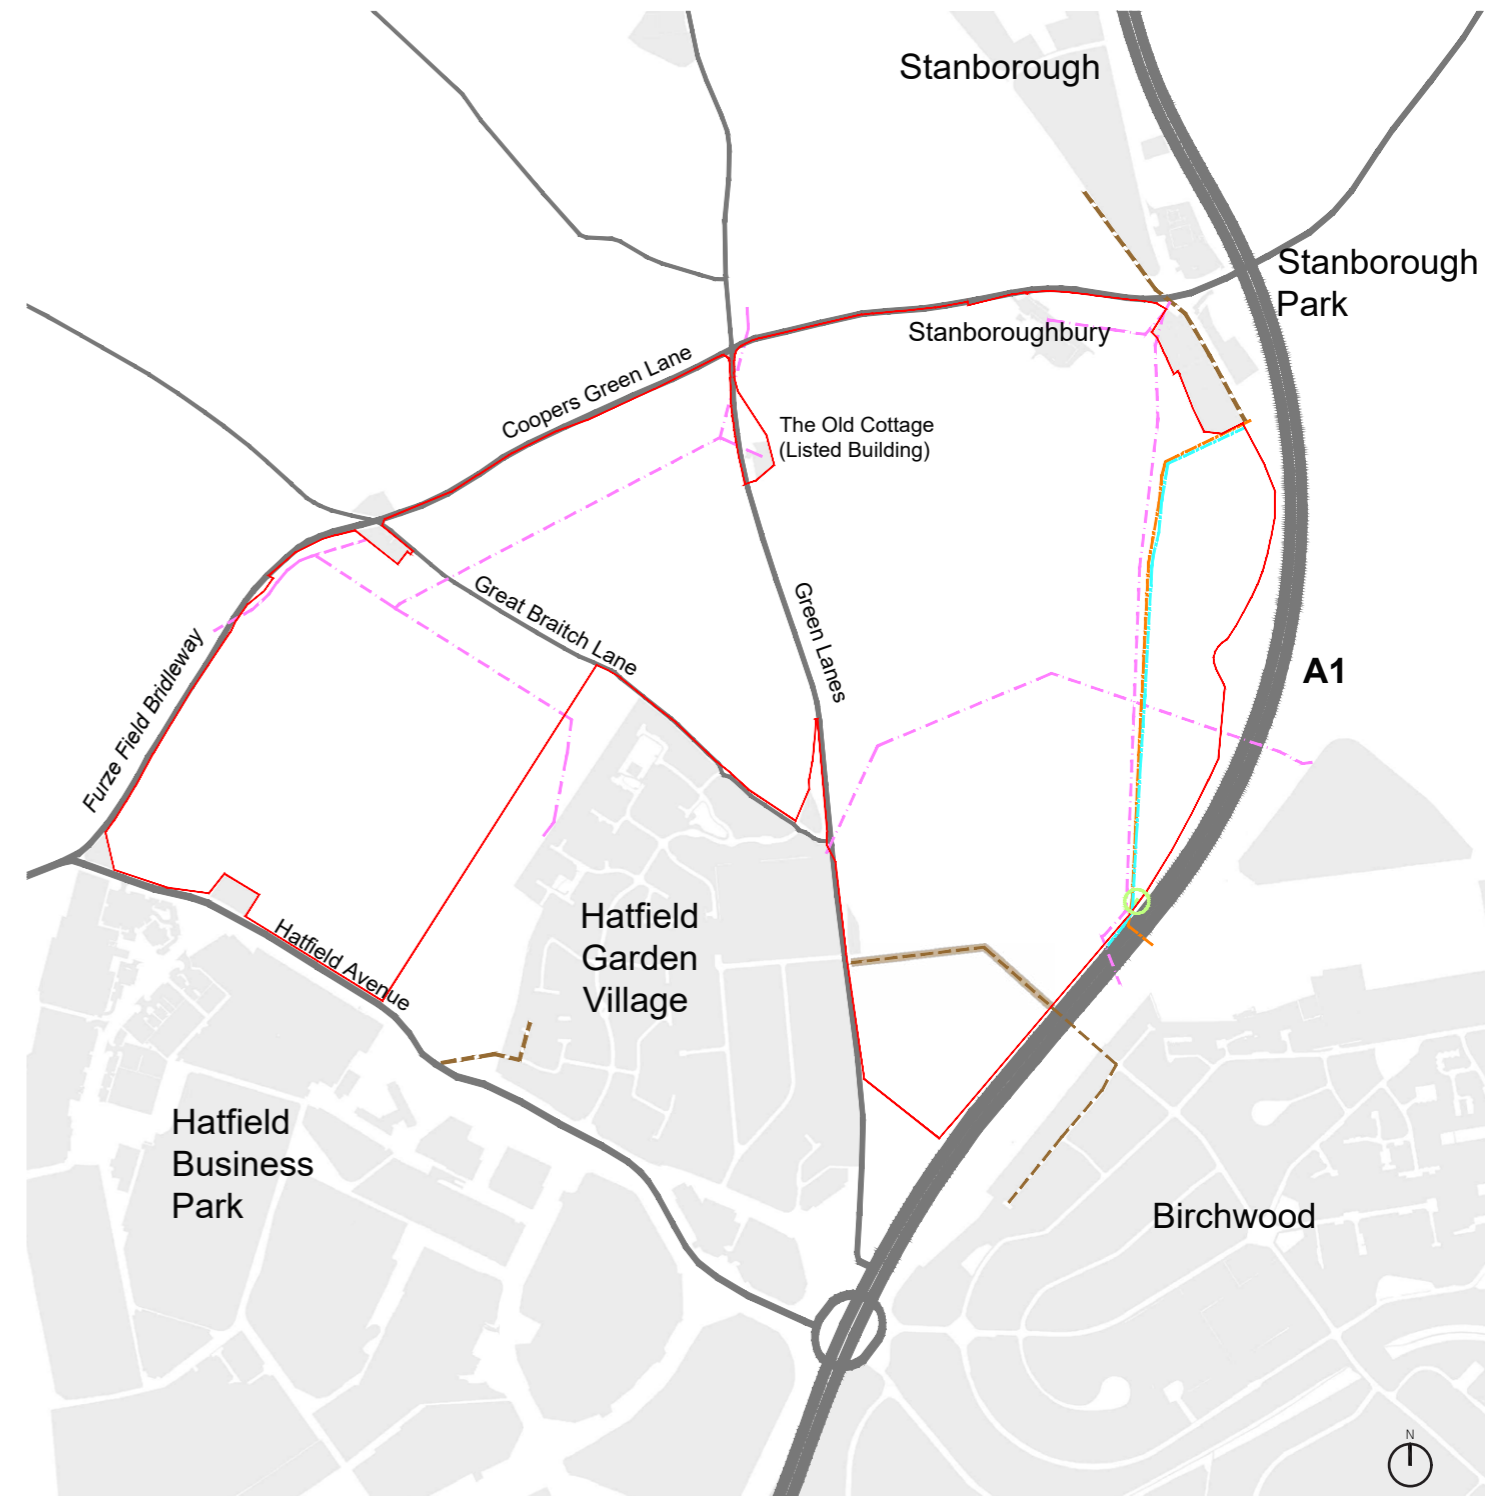 Stanborough
Stanborough
Park
Stanboroughbury
Coopers Green Lane
The Old Cottage
(Listed Building)
Great Braitch Lane
Green Lanes
Furze Field Bridleway
A1
Hatfield
Garden
Village
Hatfield Avenue
Hatfield
Business
Park
Birchwood
N